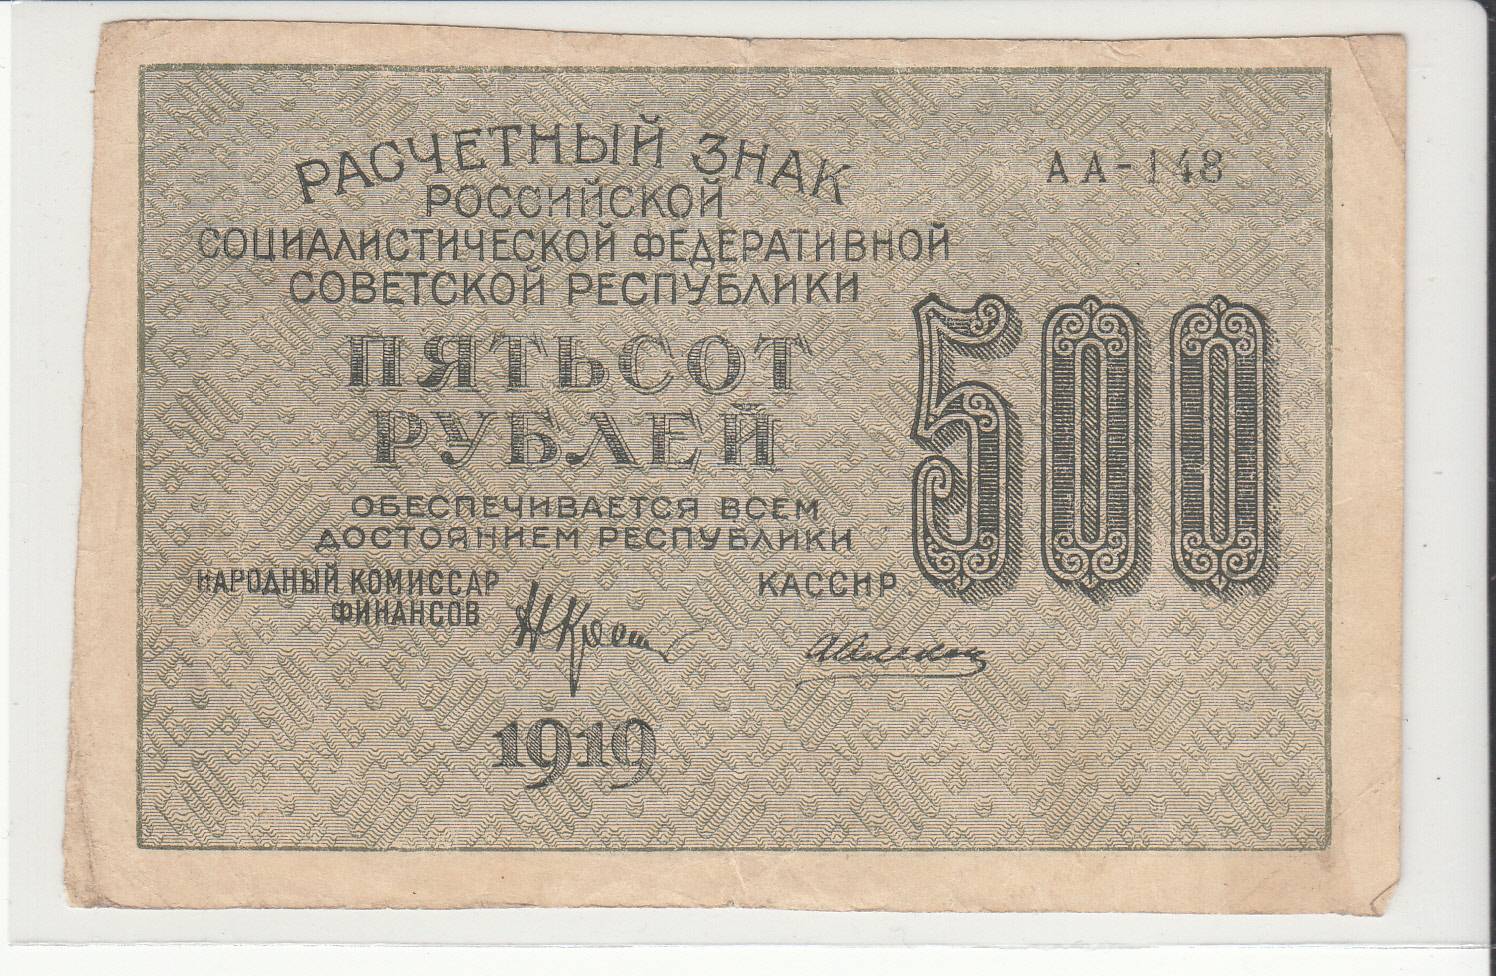 РАСЧЕТНЫЙ ЗНАК
РОССИЙСКОЙ
СОЦИАЛИСТИЧЕСКОЙ ФЕДЕРАТИВНОЙ
СОВЕТСКОЙ РЕСПУБЛИКИ
АА-148
ПЯТЬСОТ
РУБЛЕЙ
500
ОБЕСПЕЧИВАЕТСЯ ВСЕМ
ДОСТОЯНИЕМ РЕСПУБЛИКИ
НАРОДНЫЙ КОМИССАР
ФИНАНСОВ
КАССИР
1919